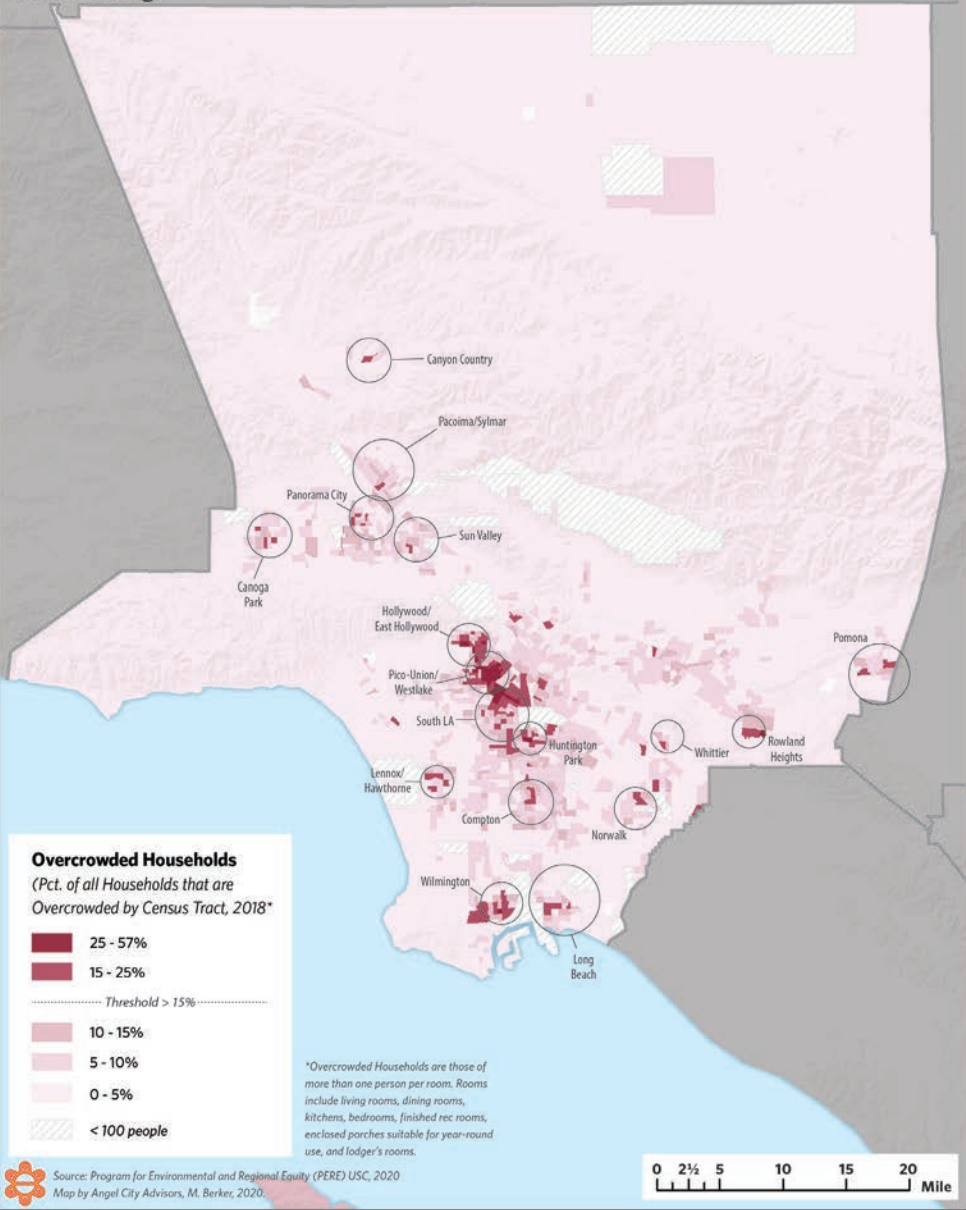 Canyon Country
Pacoima/Sylmar
Panorama City
Sun Valley
Canoga
Park
Hollywood/
East Hollywood
Pomona
Pico-Union/
Westlake
South LA
Huntington
Park
Whittier
Rowland
Heights
Lennox/
Hawthorne
Compton
Norwalk
Wilmington
Long
Beach
Overcrowded Households
(Pct. of all Households that are
Overcrowded by Census Tract, 2018*
25 - 57%
15 - 25%
Threshold > 15%
10 - 15%
5 - 10%
0 - 5%
< 100 people
*Overcrowded Households are those of
more than one person per room. Rooms
include living rooms, dining rooms,
kitchens, bedrooms, finished rec rooms,
enclosed porches suitable for year-round
use, and lodger's rooms.
Source: Program for Environmental and Regional Equity (PERE) USC, 2020
Map by Angel City Advisors, M. Berker, 2020.
0 2½ 5 10 15 20
Mile